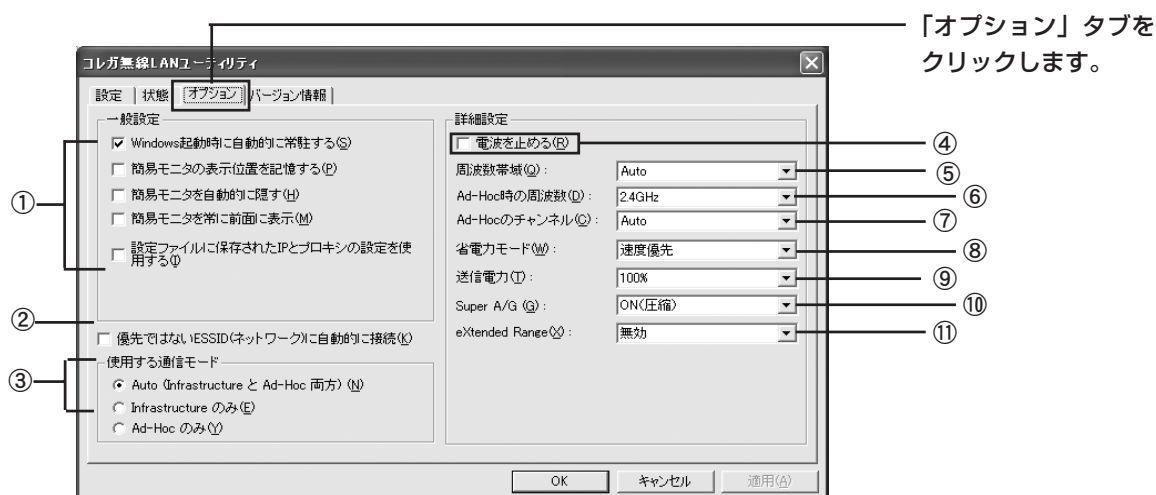 「オプション」タブを
クリックします。
コレガ無線LANユーティリティ
設定 状態 オプション バージョン情報
一般設定
Windows起動時に自動的に常駐する(S)
簡易モニタの表示位置を記憶する(P)
簡易モニタを自動的に隠す(H)
簡易モニタを常に前面に表示(M)
設定ファイルに保存されたIPとプロキシの設定を使
用する(I)
①
②
優先ではないESSID(ネットワーク)に自動的に接続(K)
使用する通信モード
③
Auto (Infrastructure と Ad-Hoc 両方) (N)
Infrastructure のみ(E)
Ad-Hoc のみ(Y)
詳細設定
電波を止める(R) ④
周波数帯域(Q) : Auto ⑤
Ad-Hoc時の周波数(D) : 2.4GHz ⑥
Ad-Hocのチャンネル(C) : Auto ⑦
省電力モード(W) : 速度優先 ⑧
送信電力(T) : 100% ⑨
Super A/G (G) : ON(圧縮) ⑩
eXtended Range(X) : 無効 ⑪
OK キャンセル 適用(A)